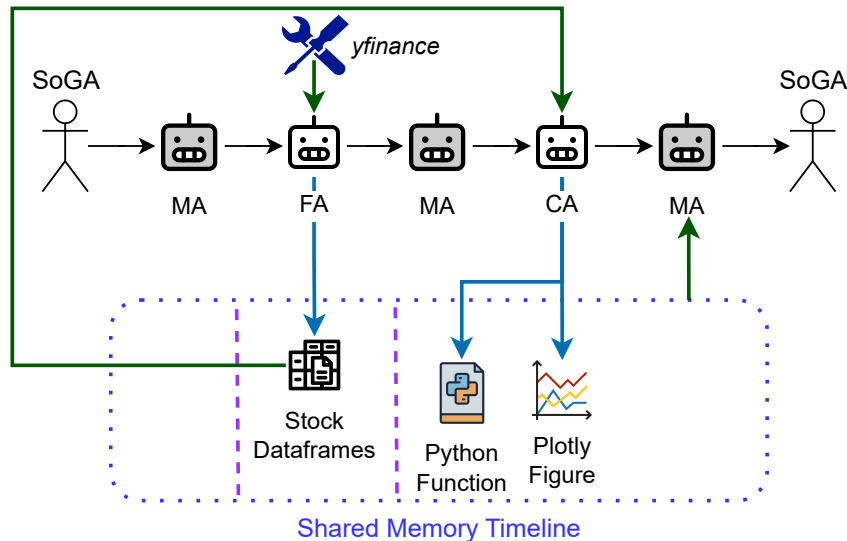 yfinance
SoGA
SoGA
MA
FA
MA
CA
MA
Stock
Dataframes
Python
Function
Plotly
Figure
Shared Memory Timeline